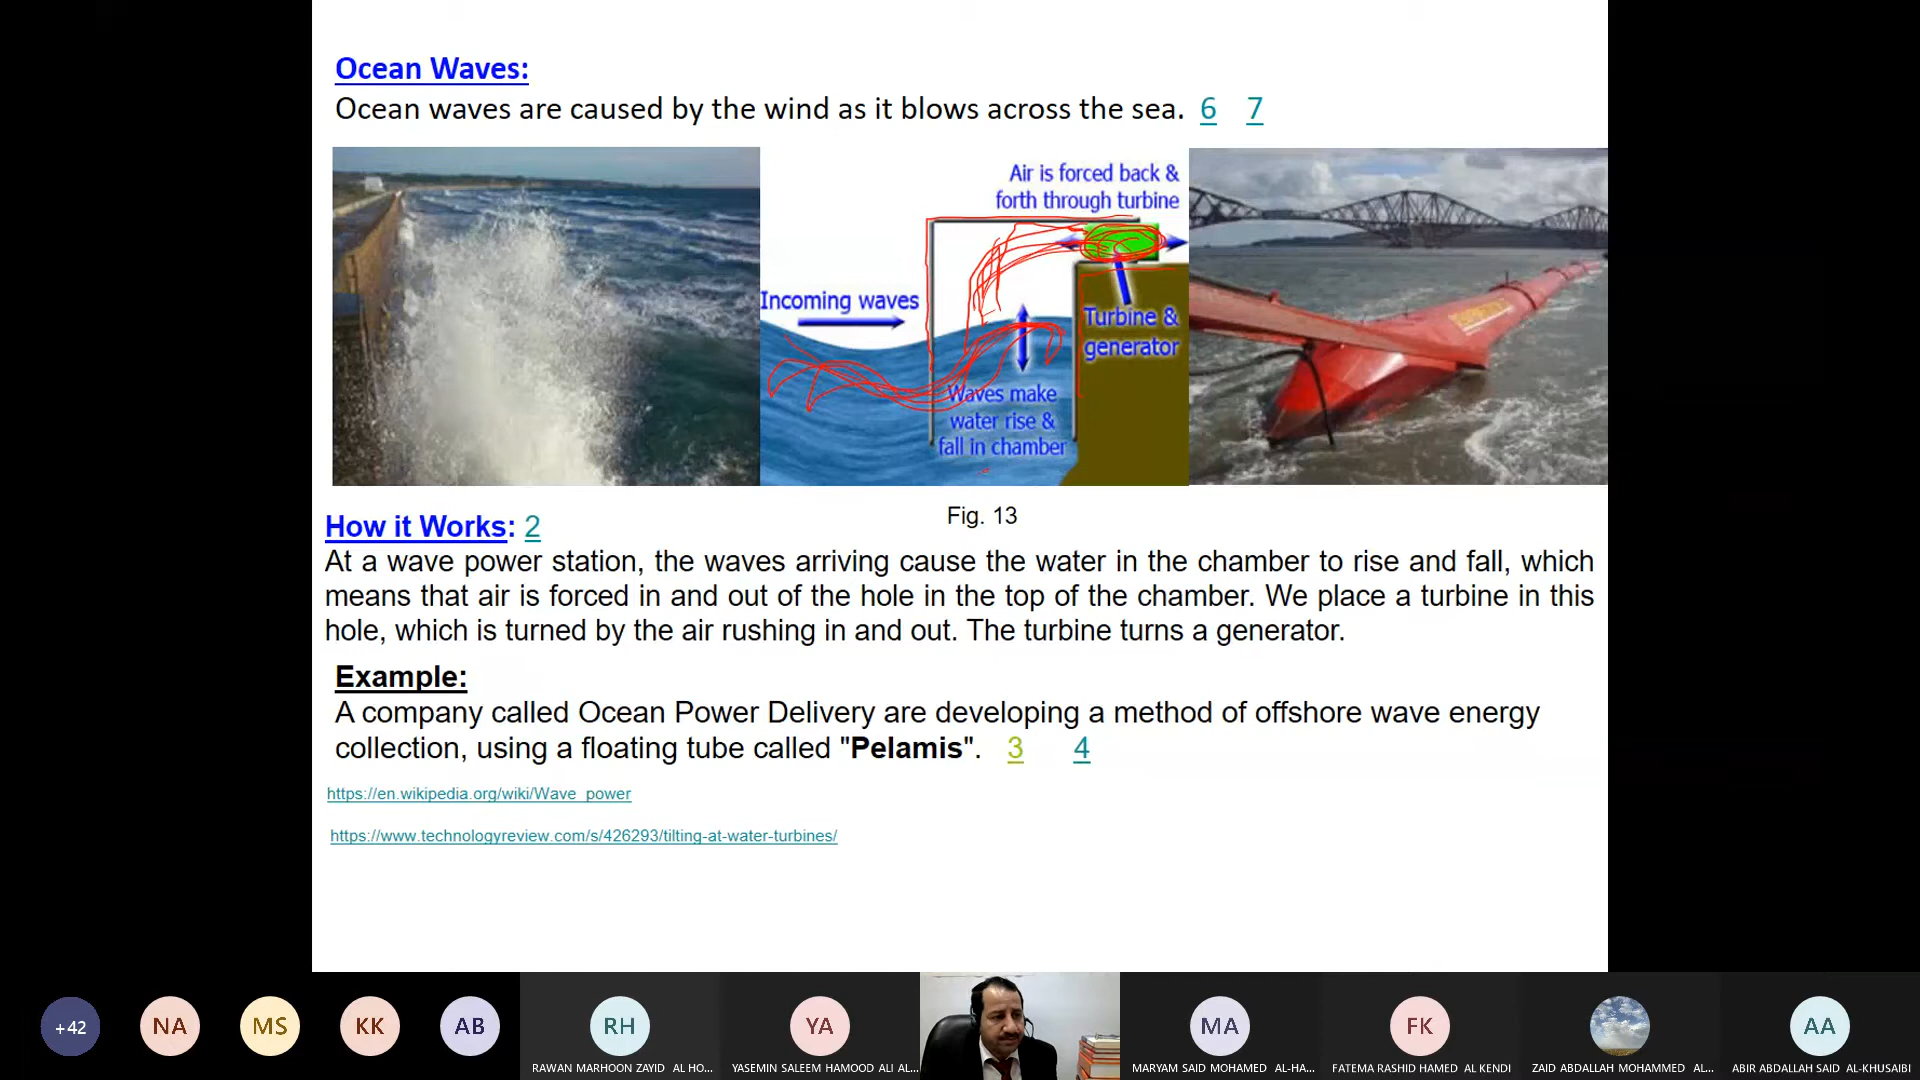 Ocean Waves:
Ocean waves are caused by the wind as it blows across the sea. 6 7
Air is forced back &
forth through turbine
Incoming waves
Turbine &
generator
Waves make
water rise &
fall in chamber
Fig. 13
How it Works: 2
At a wave power station, the waves arriving cause the water in the chamber to rise and fall, which
means that air is forced in and out of the hole in the top of the chamber. We place a turbine in this
hole, which is turned by the air rushing in and out. The turbine turns a generator.
Example:
A company called Ocean Power Delivery are developing a method of offshore wave energy
collection, using a floating tube called "Pelamis". 3 4
https://en.wikipedia.org/wiki/Wave_power
https://www.technologyreview.com/s/426293/tilting-at-water-turbines/
+42 NA MS KK AB RH YA MA FK AA
RAWAN MARHOON ZAYID AL HO... YASEMIN SALEEM HAMOOD ALI AL... MARYAM SAID MOHAMED AL-HA... FATEMA RASHID HAMED AL KENDI ZAID ABDALLAH MOHAMMED AL... ABIR ABDALLAH SAID AL-KHUSAIBI